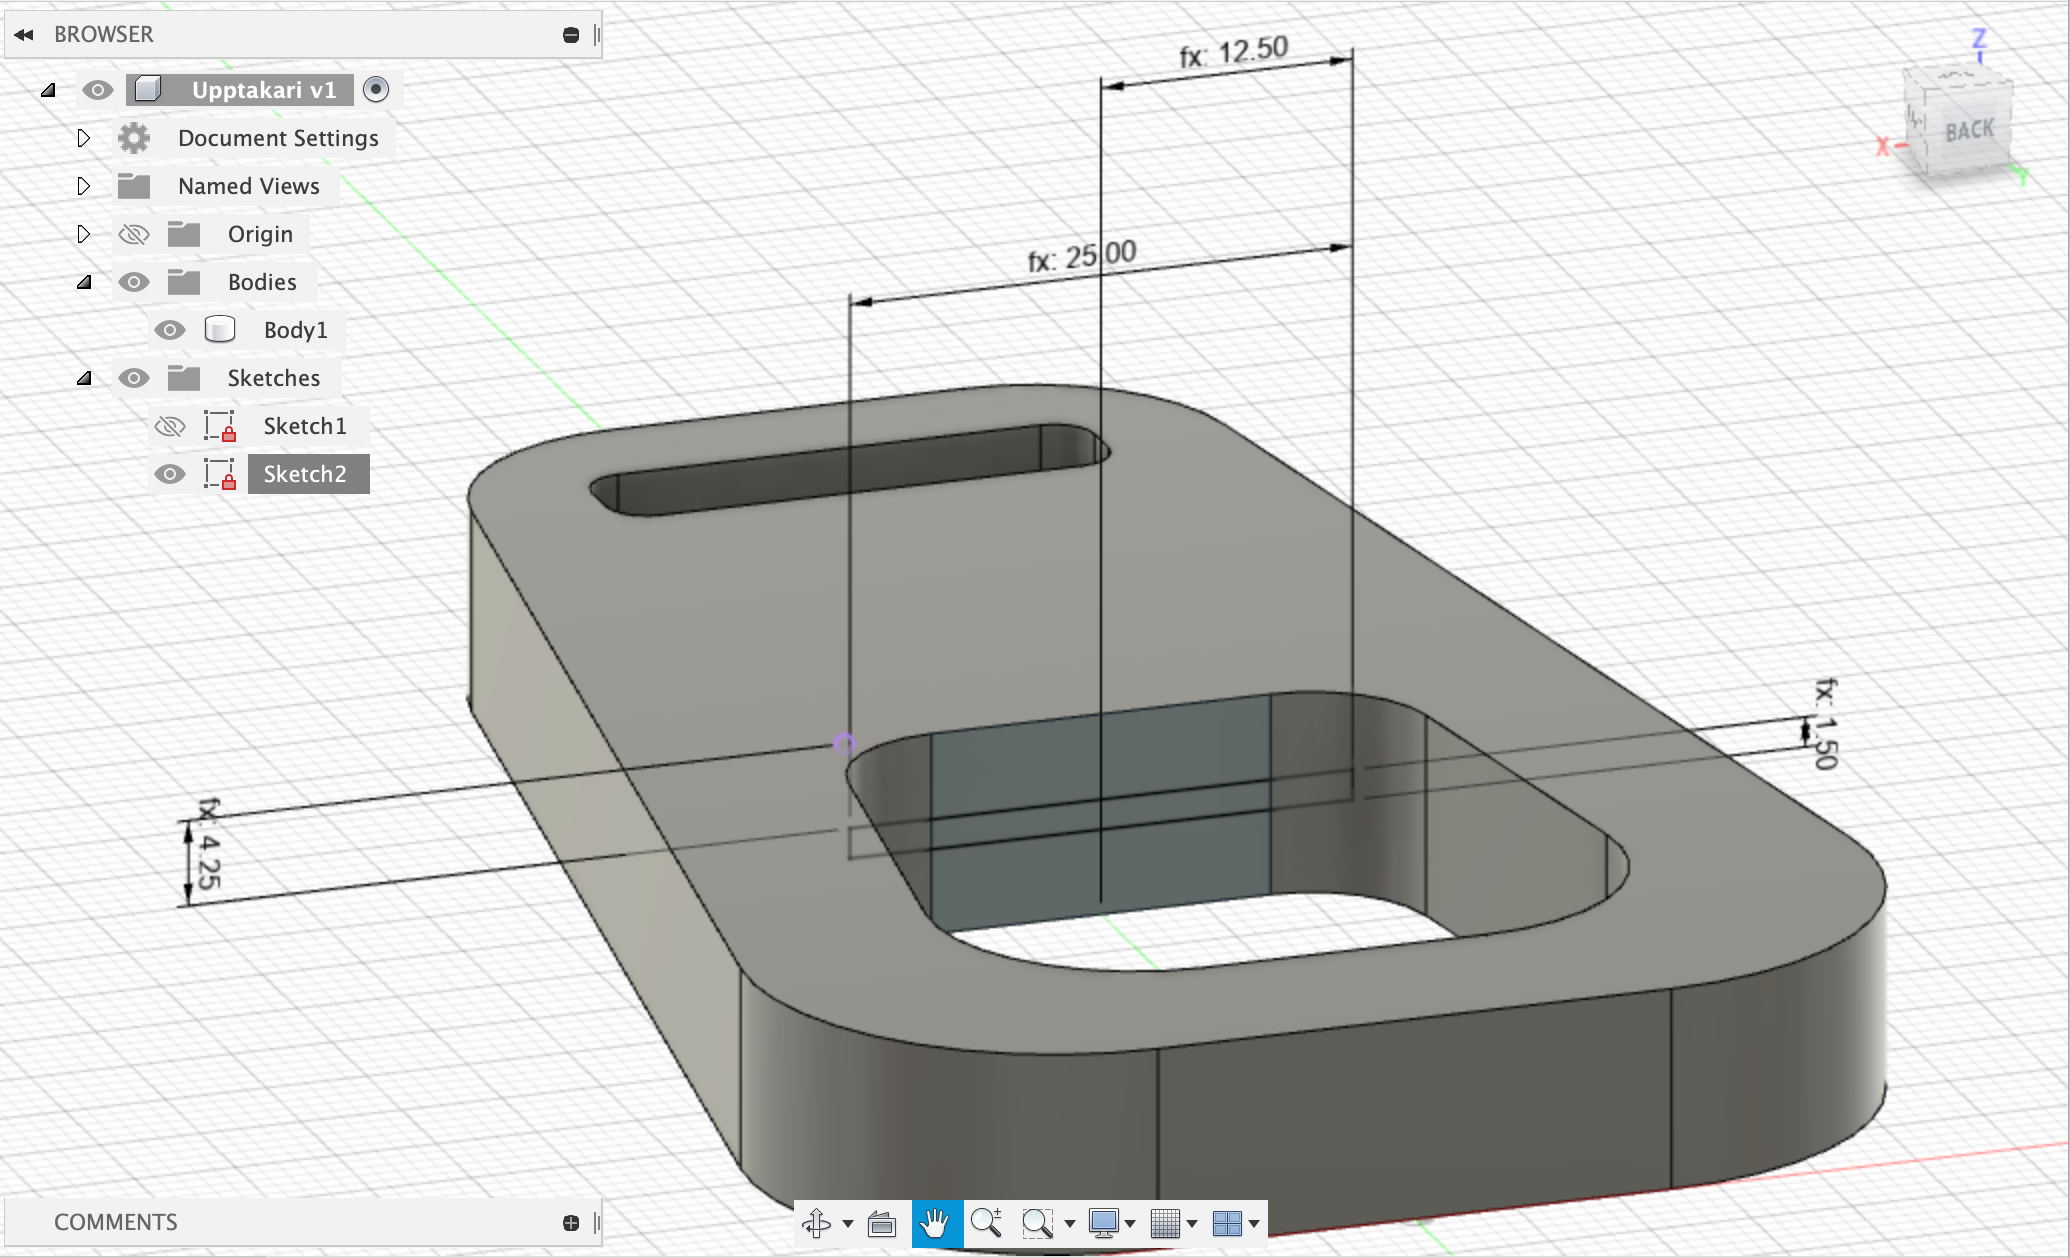 BROWSER
Upptakari v1
Document Settings
Named Views
Origin
Bodies
Body1
Sketches
Sketch1
Sketch2
fx: 12.50
fx: 25.00
fx: 1.50
fx: 4.25
Z
BACK
X
Y
COMMENTS